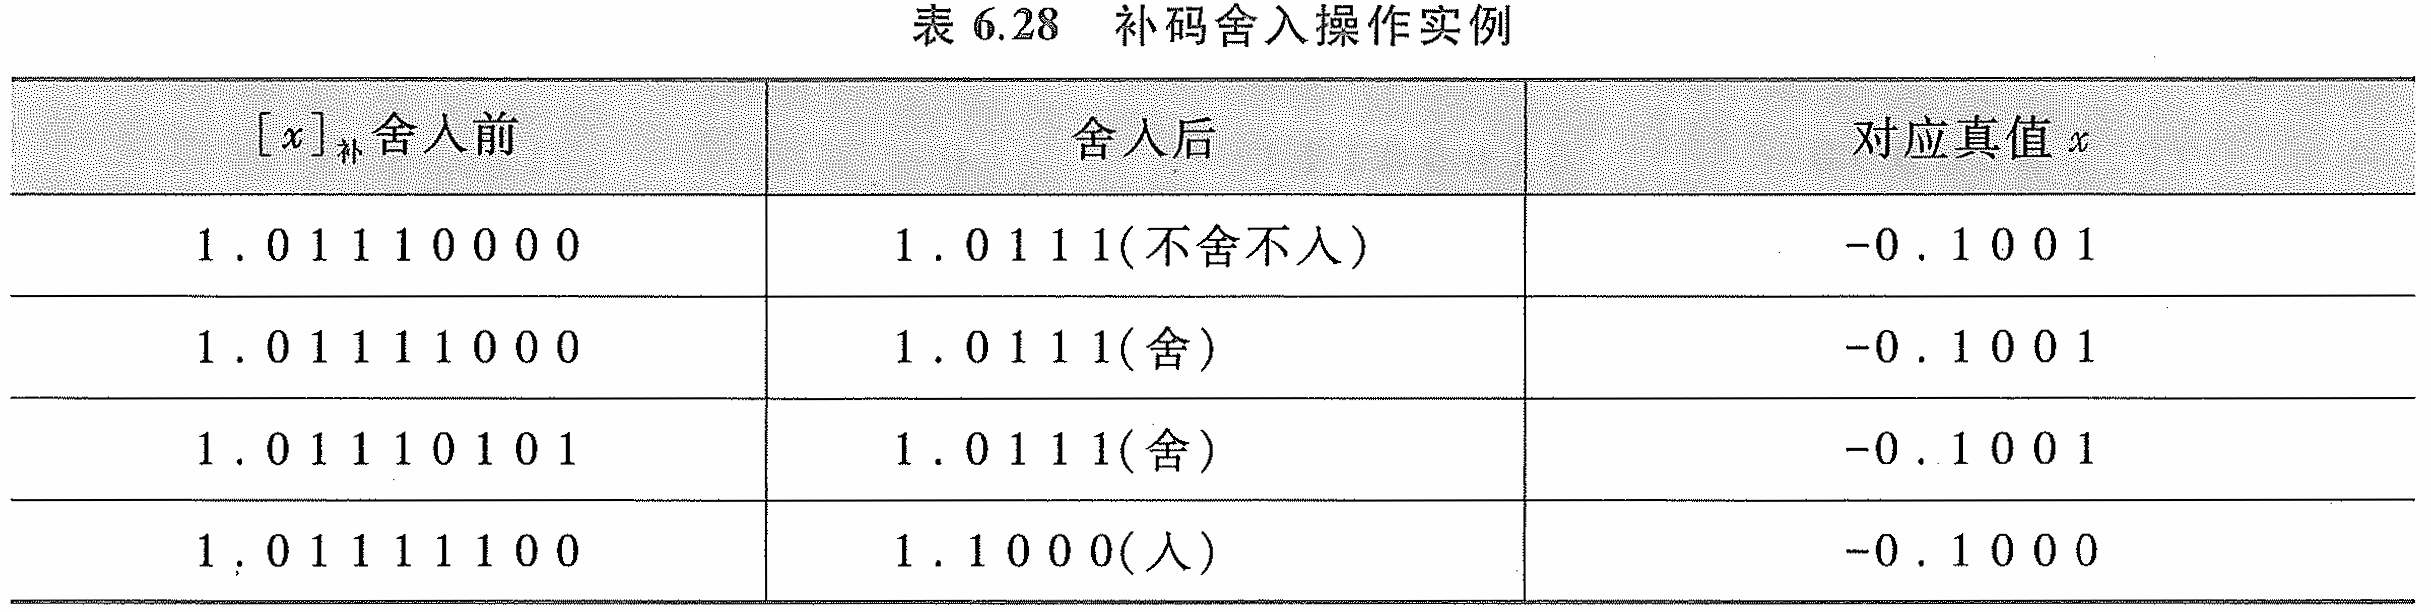 表 6.28 补码舍入操作实例
[x]补舍入前 舍入后 对应真值 x
1.01110000 1.0111(不舍不入) -0.1001
1.01111000 1.0111(舍) -0.1001
1.01110101 1.0111(舍) -0.1001
1.01111100 1.1000(入) -0.1000